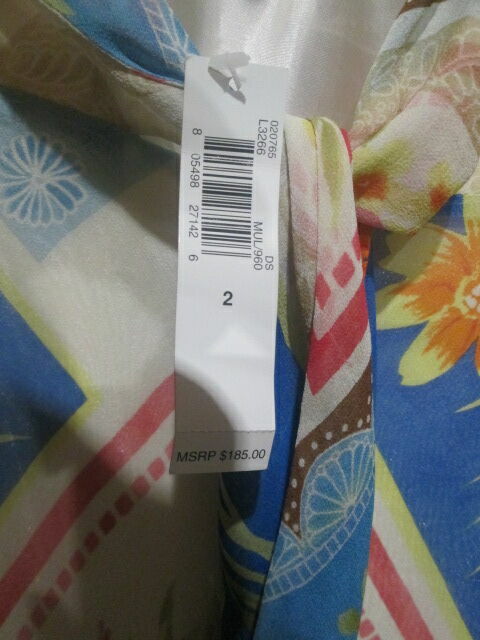 020765 DS
L3266 MUL/960
8 05498 27142 6
2
MSRP $185.00